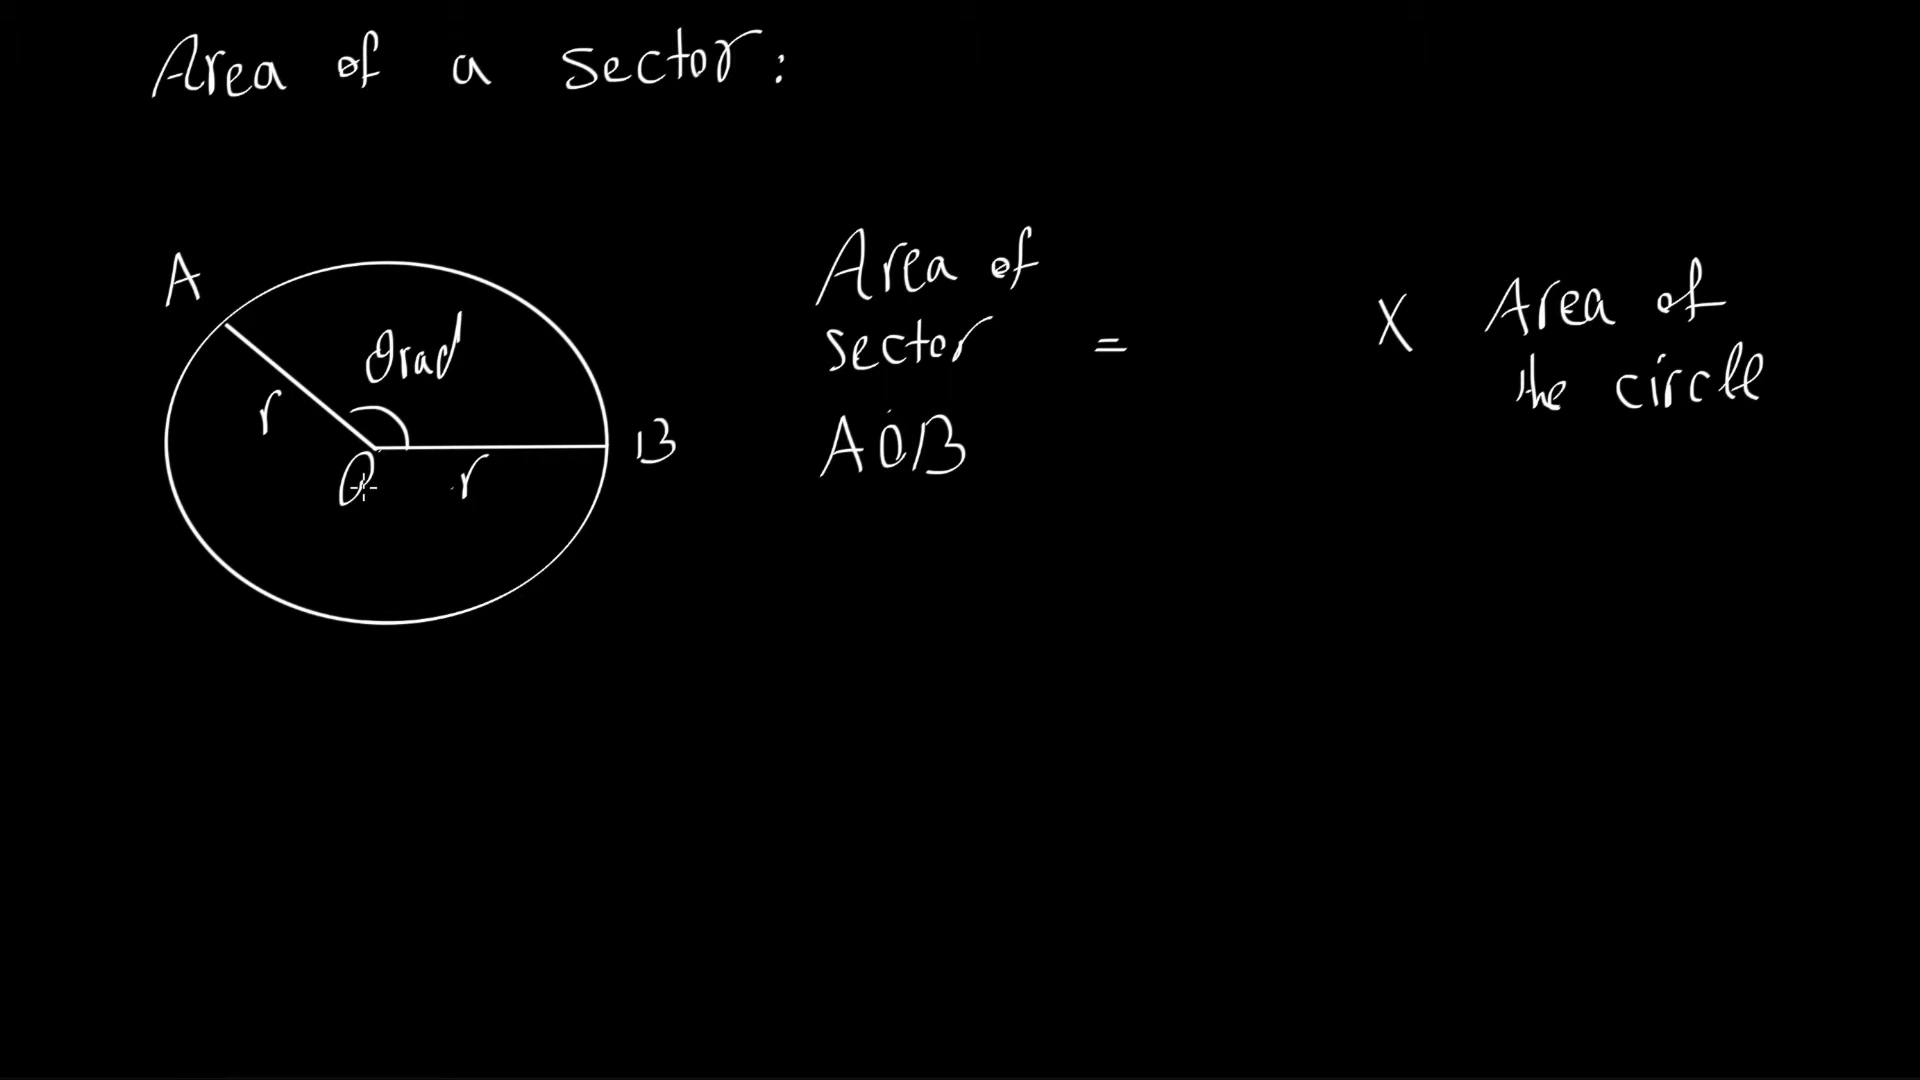 Area of a sector:
A
θrad
r
O
r
B
Area of
sector =
AOB
X Area of
the circle